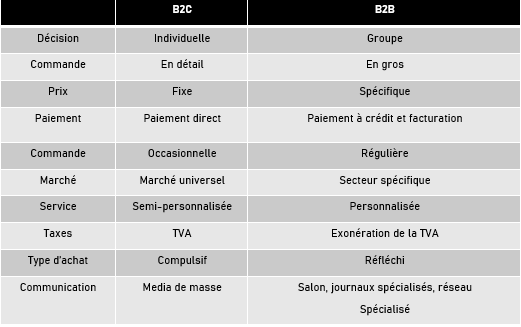 B2C B2B
Décision Individuelle Groupe
Commande En détail En gros
Prix Fixe Spécifique
Paiement Paiement direct Paiement à crédit et facturation
Commande Occasionnelle Régulière
Marché Marché universel Secteur spécifique
Service Semi-personnalisée Personnalisée
Taxes TVA Exonération de la TVA
Type d'achat Compulsif Réfléchi
Communication Media de masse Salon, journaux spécialisés, réseau
Spécialisé